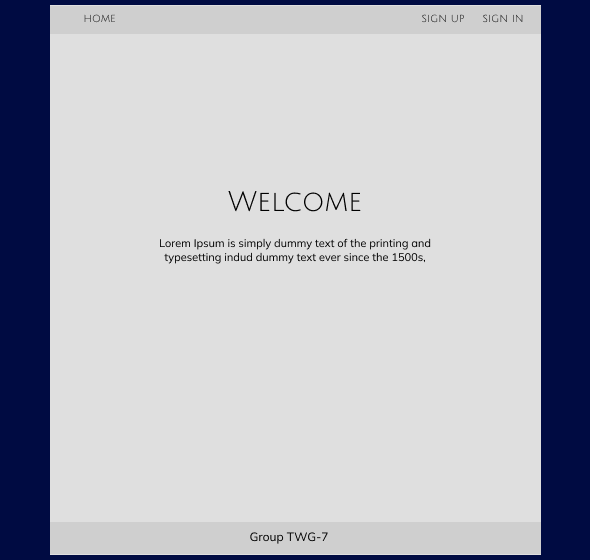 HOME SIGN UP SIGN IN
WELCOME
Lorem Ipsum is simply dummy text of the printing and
typesetting indud dummy text ever since the 1500s,
Group TWG-7